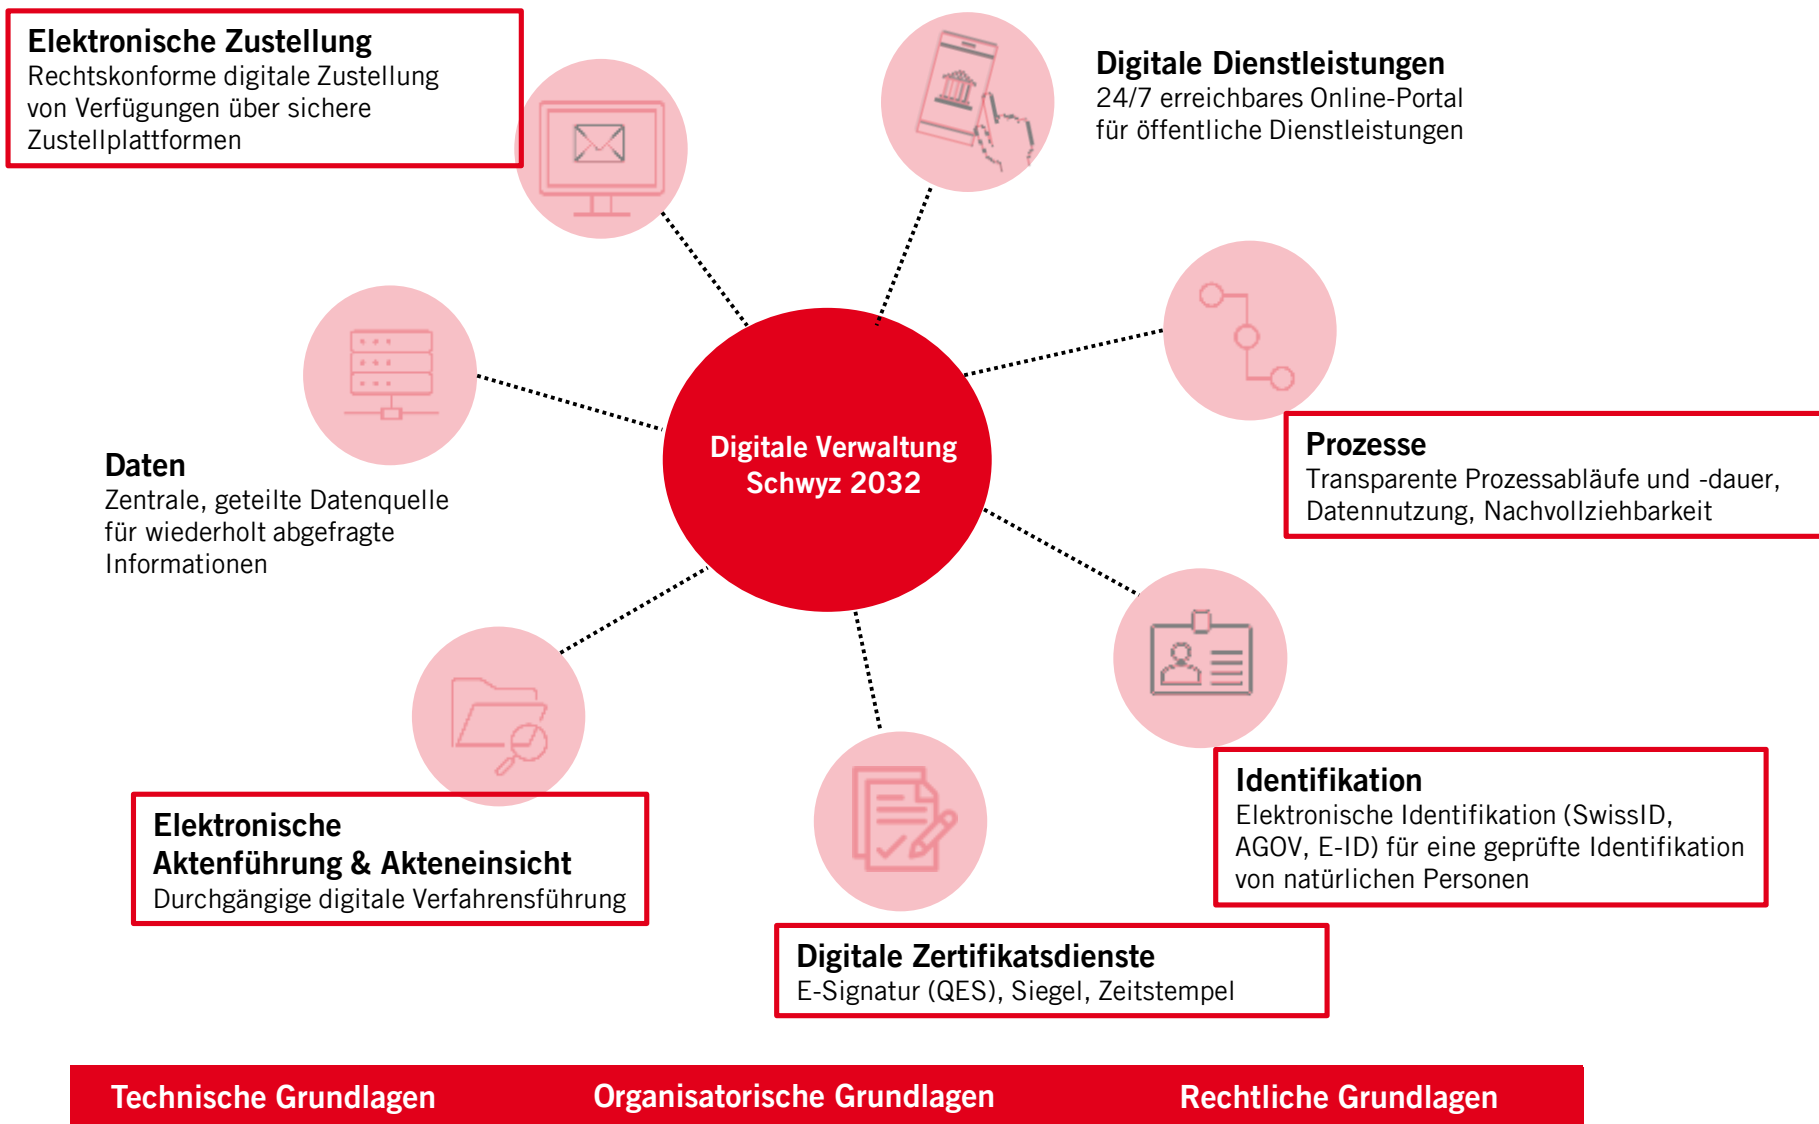 Elektronische Zustellung
Rechtskonforme digitale Zustellung
von Verfügungen über sichere
Zustellplattformen
Digitale Dienstleistungen
24/7 erreichbares Online-Portal
für öffentliche Dienstleistungen
Digitale Verwaltung
Schwyz 2032
Prozesse
Transparente Prozessabläufe und -dauer,
Datennutzung, Nachvollziehbarkeit
Daten
Zentrale, geteilte Datenquelle
für wiederholt abgefragte
Informationen
Identifikation
Elektronische Identifikation (SwissID,
AGOV, E-ID) für eine geprüfte Identifikation
von natürlichen Personen
Elektronische
Aktenführung & Akteneinsicht
Durchgängige digitale Verfahrensführung
Digitale Zertifikatsdienste
E-Signatur (QES), Siegel, Zeitstempel
Technische Grundlagen
Organisatorische Grundlagen
Rechtliche Grundlagen